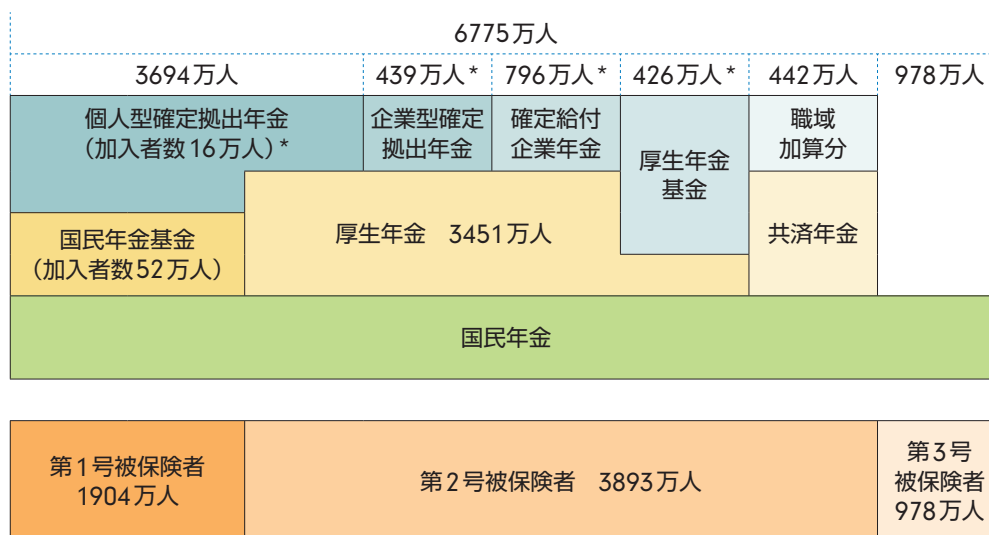 6775万人
3694万人
439万人*
796万人*
426万人*
442万人
978万人
個人型確定拠出年金
(加入者数16万人)*
企業型確定
拠出年金
確定給付
企業年金
厚生年金
基金
職域
加算分
国民年金基金
(加入者数52万人)
厚生年金 3451万人
共済年金
国民年金
第1号被保険者
1904万人
第2号被保険者 3893万人
第3号
被保険者
978万人